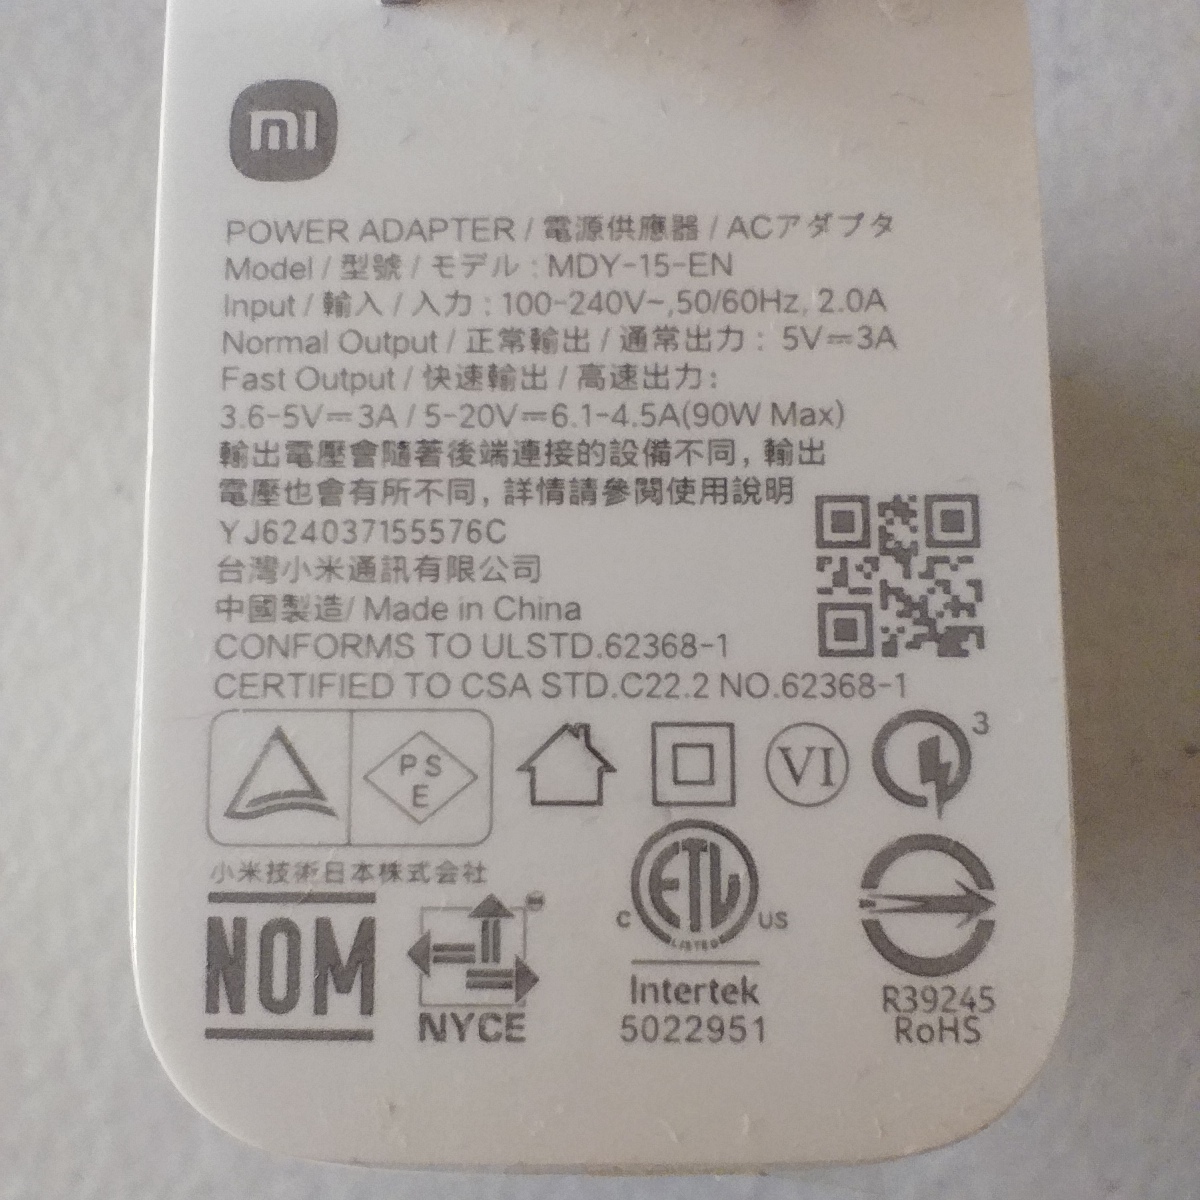 mi
POWER ADAPTER / 電源供應器 / ACアダプタ
Model / 型號 / モデル : MDY-15-EN
Input / 輸入 / 入力 : 100-240V~,50/60Hz, 2.0A
Normal Output / 正常輸出 / 通常出力 : 5V⎓3A
Fast Output / 快速輸出 / 高速出力 :
3.6-5V⎓3A / 5-20V⎓6.1-4.5A(90W Max)
輸出電壓會隨著後端連接的設備不同, 輸出
電壓也會有所不同, 詳情請參閱使用說明
YJ624037155576C
台灣小米通訊有限公司
中國製造/ Made in China
CONFORMS TO ULSTD.62368-1
CERTIFIED TO CSA STD.C22.2 NO.62368-1
PS
E
VI
3
小米技術日本株式会社
NOM
NYCE
c ETL US
LISTED
Intertek
5022951
R39245
RoHS